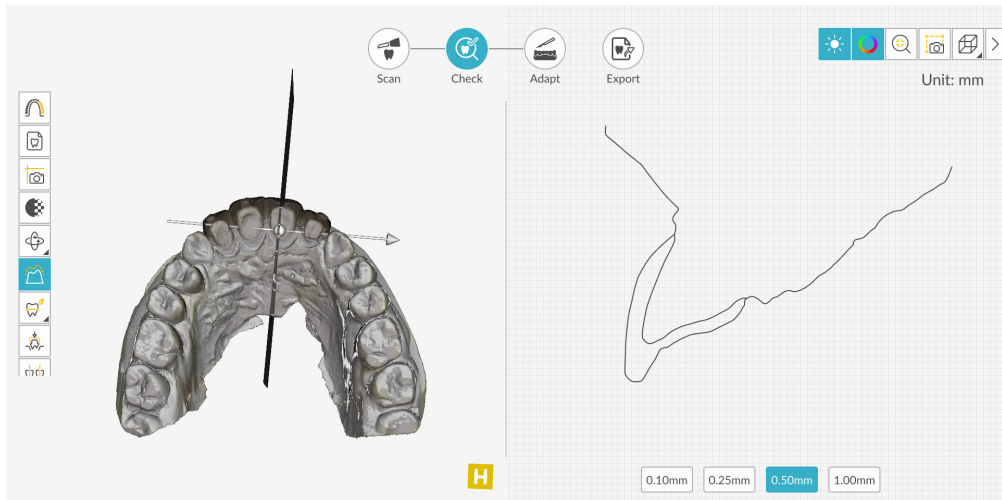 Scan
Check
Adapt
Export
Unit: mm
H
0.10mm
0.25mm
0.50mm
1.00mm